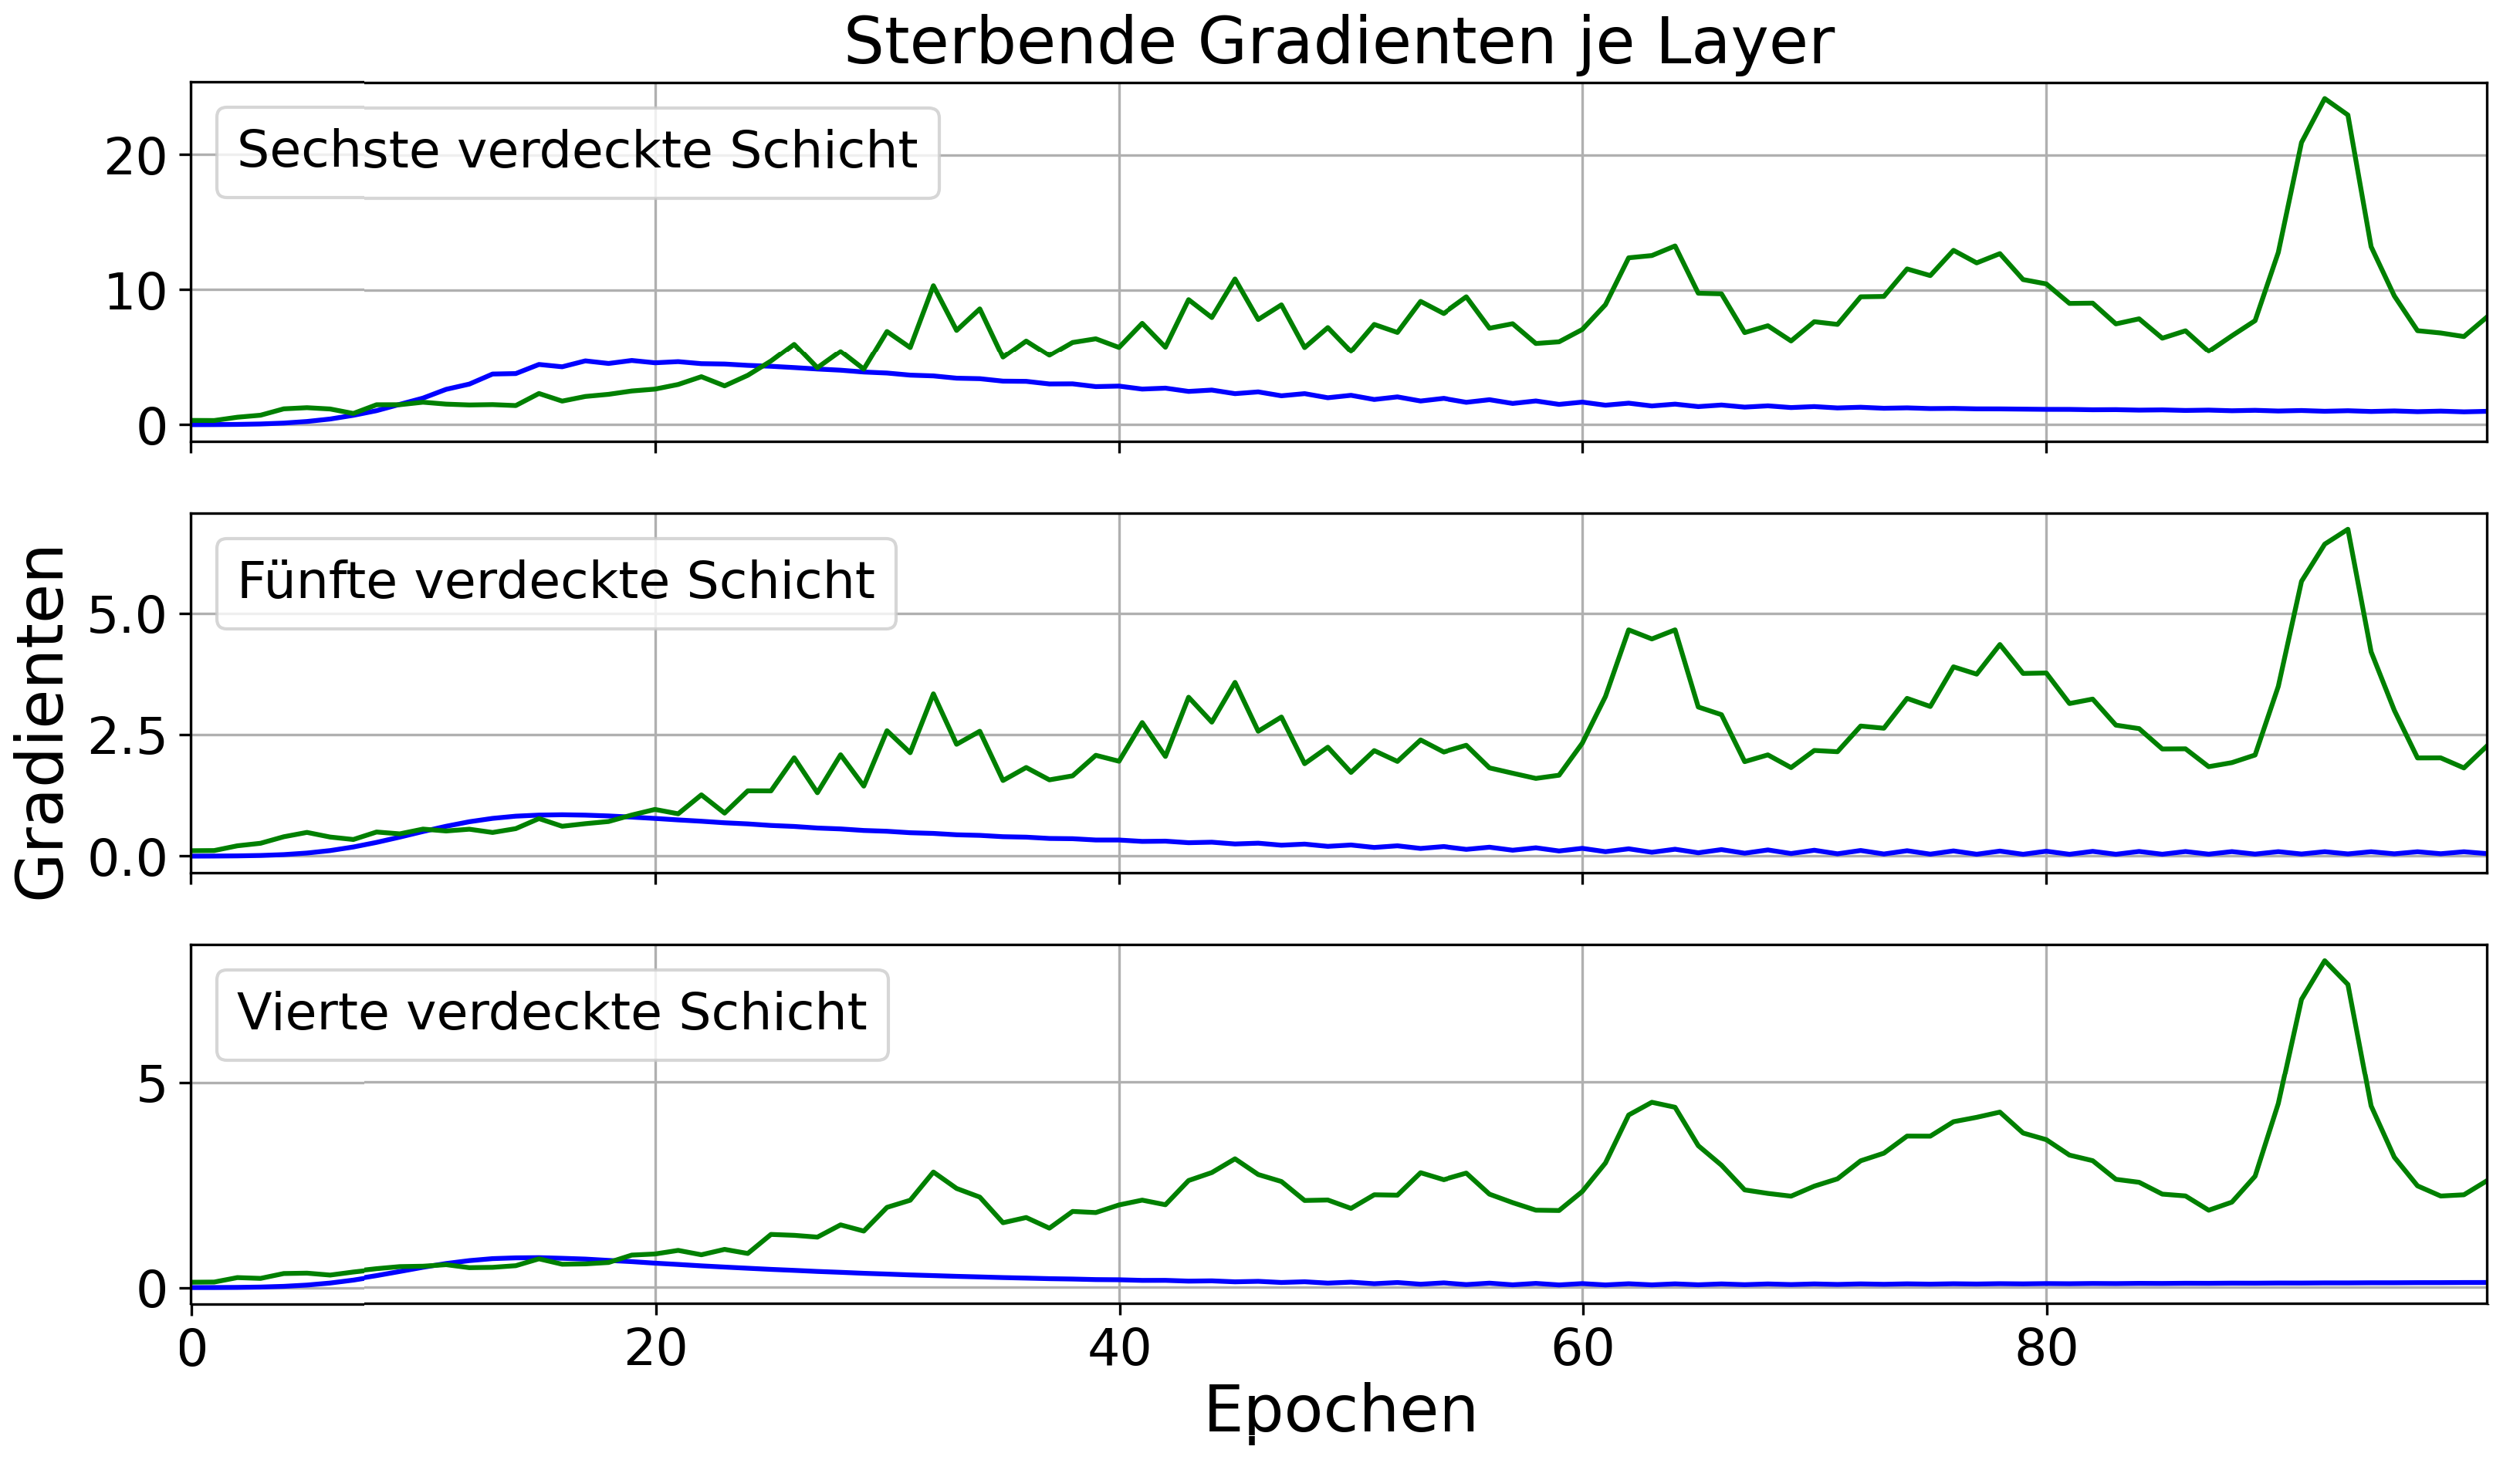 Sterbende Gradienten je Layer
Sechste verdeckte Schicht
20
10
0
Fünfte verdeckte Schicht
5.0
2.5
0.0
Gradienten
Vierte verdeckte Schicht
5
0
0 20 40 60 80
Epochen